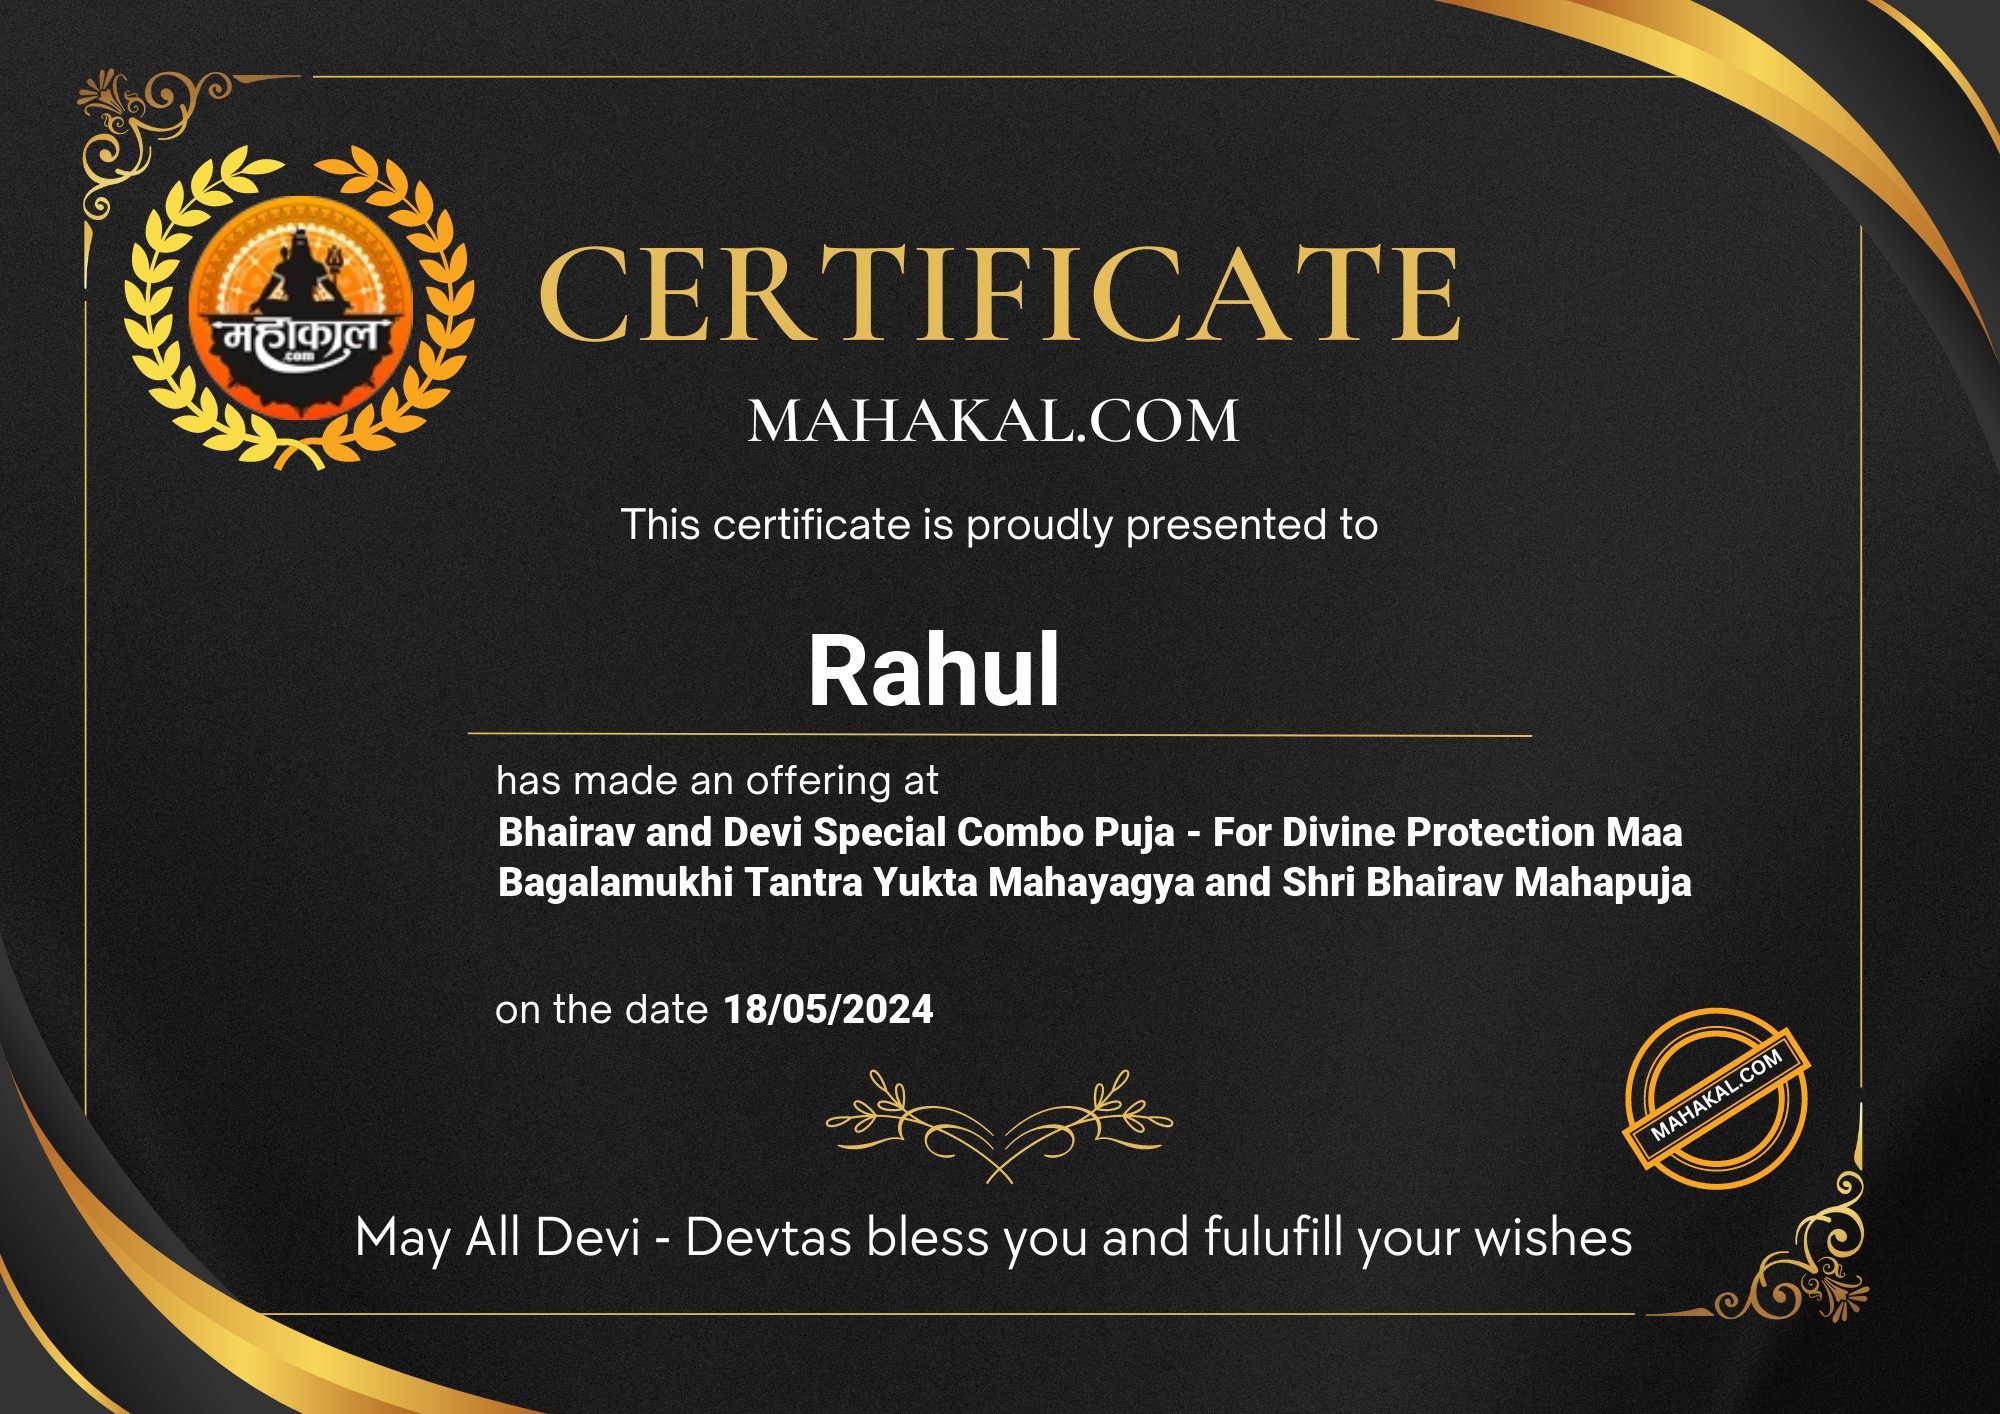 महाकाल
.com
CERTIFICATE
MAHAKAL.COM
This certificate is proudly presented to
Rahul
has made an offering at
Bhairav and Devi Special Combo Puja - For Divine Protection Maa
Bagalamukhi Tantra Yukta Mahayagya and Shri Bhairav Mahapuja
on the date 18/05/2024
MAHAKAL.COM
May All Devi - Devtas bless you and fulufill your wishes